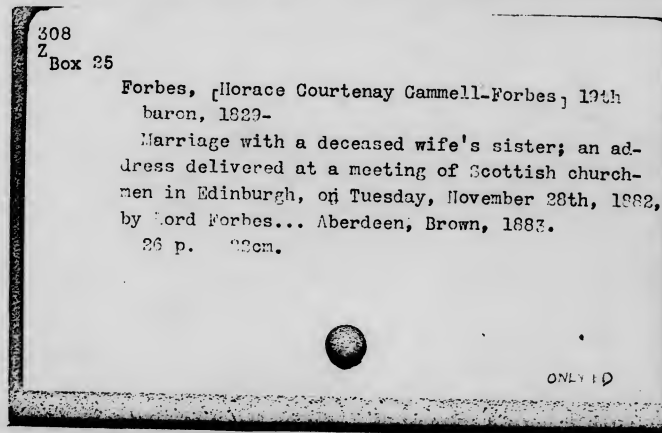 308
Z
Box 25
Forbes, [Horace Courtenay Gammell-Forbes] 19th
baron, 1829-
Marriage with a deceased wife's sister; an ad-
dress delivered at a meeting of Scottish church-
men in Edinburgh, on Tuesday, November 28th, 1882,
by Lord Forbes... Aberdeen, Brown, 1883.
26 p. 22cm.
ONLY ED